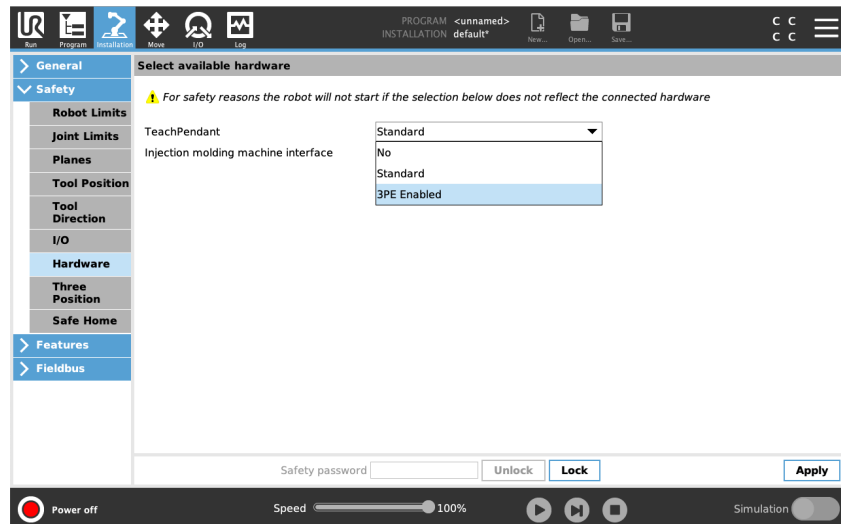 PROGRAM <unnamed>
INSTALLATION default*
UR
Run
Program
Installation
Move
I/O
Log
New...
Open...
Save...
C C
C C
General
Safety
Robot Limits
Joint Limits
Planes
Tool Position
Tool
Direction
I/O
Hardware
Three
Position
Safe Home
Features
Fieldbus
Select available hardware
For safety reasons the robot will not start if the selection below does not reflect the connected hardware
TeachPendant
Standard
Injection molding machine interface
No
Standard
3PE Enabled
Safety password
Unlock
Lock
Apply
Power off
Speed
100%
Simulation